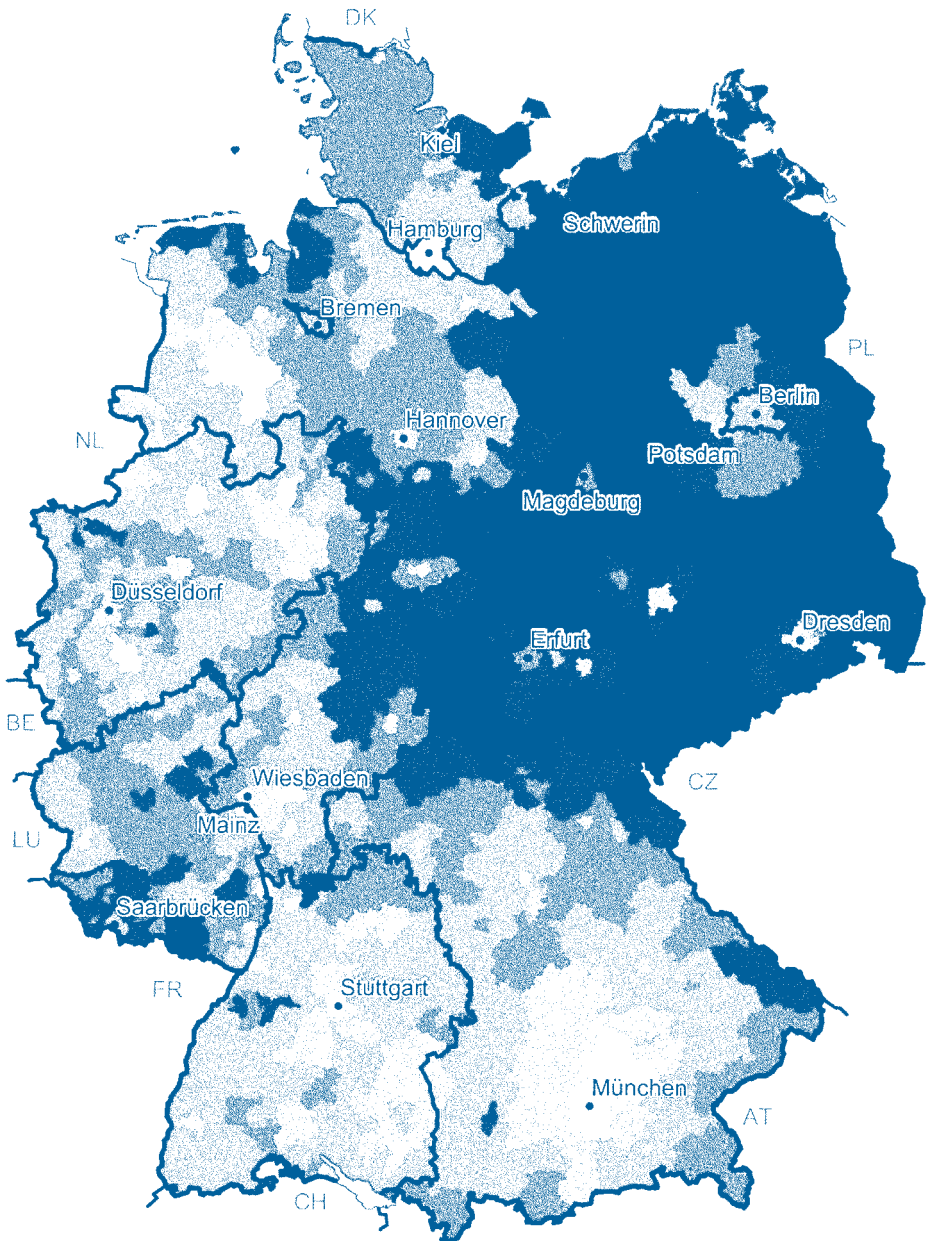 DK
Kiel
Schwerin
Hamburg
Bremen
PL
Berlin
Hannover
NL
Potsdam
Magdeburg
Düsseldorf
Dresden
Erfurt
BE
Wiesbaden
CZ
Mainz
LU
Saarbrücken
FR
Stuttgart
München
AT
CH